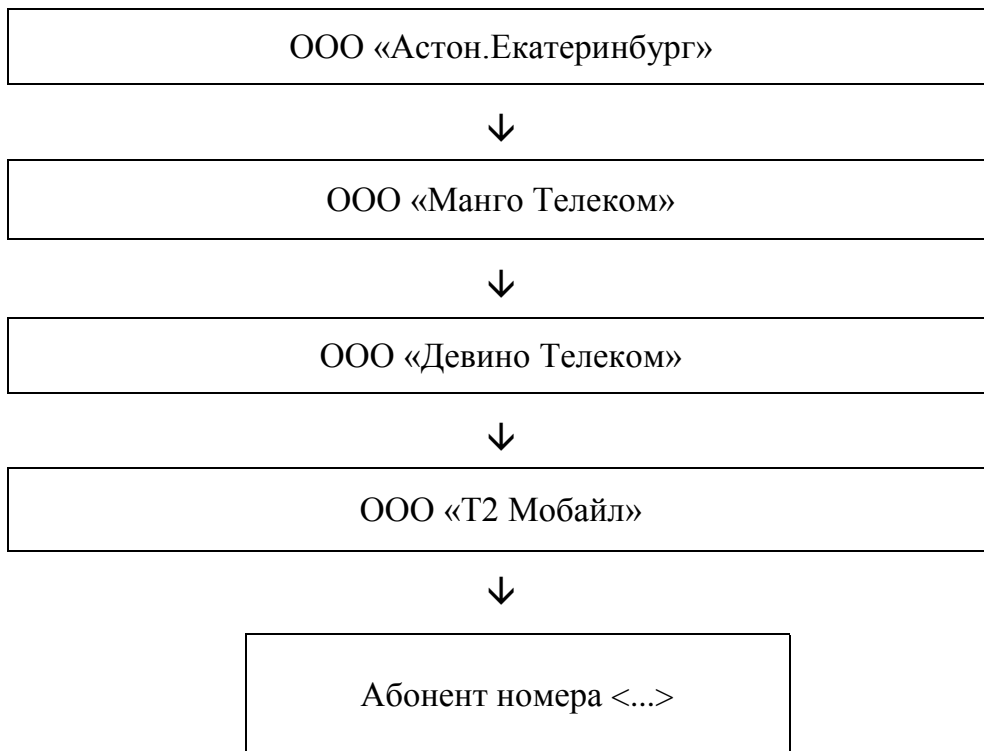 ООО «Астон.Екатеринбург»
ООО «Манго Телеком»
ООО «Девино Телеком»
ООО «Т2 Мобайл»
Абонент номера <...>